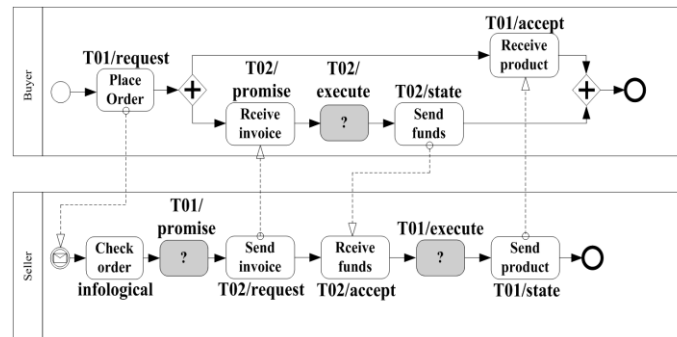 Buyer
T01/request
Place
Order
T02/
promise
Rceive
invoice
T02/
execute
?
T02/state
Send
funds
T01/accept
Receive
product
Seller
Check
order
infological
T01/
promise
?
Send
invoice
T02/request
Rceive
funds
T02/accept
T01/execute
?
Send
product
T01/state